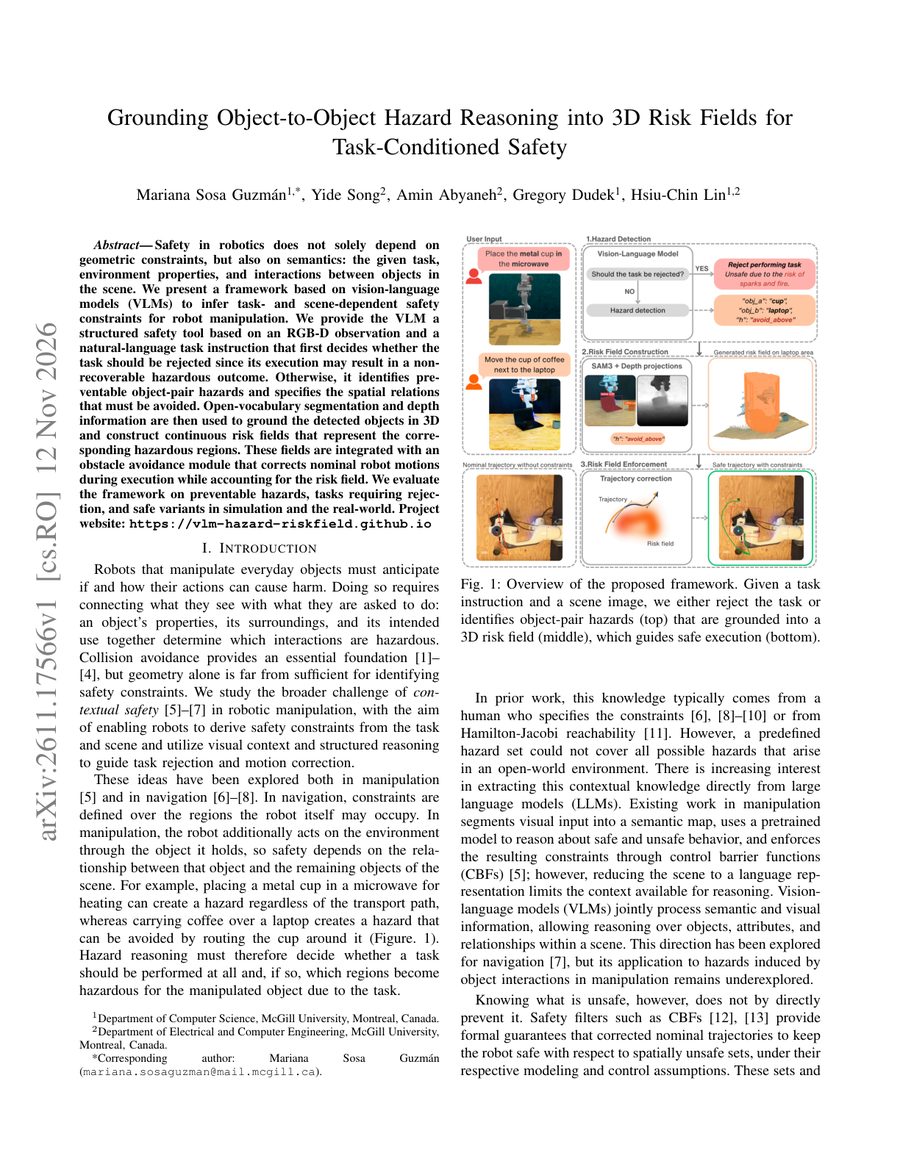 Grounding Object-to-Object Hazard Reasoning into 3D Risk Fields for
Task-Conditioned Safety
Mariana Sosa Guzmán1,*, Yide Song2, Amin Abyaneh2, Gregory Dudek1, Hsiu-Chin Lin1,2
arXiv:2611.17566v1 [cs.RO] 12 Nov 2026
Abstract—Safety in robotics does not solely depend on
geometric constraints, but also on semantics: the given task,
environment properties, and interactions between objects in
the scene. We present a framework based on vision-language
models (VLMs) to infer task- and scene-dependent safety
constraints for robot manipulation. We provide the VLM
a structured safety tool based on an RGB-D observation and a
natural-language task instruction that first decides whether the
task should be rejected since its execution may result in a non-
recoverable hazardous outcome. Otherwise, it identifies pre-
ventable object-pair hazards and specifies the spatial relations
that must be avoided. Open-vocabulary segmentation and depth
information are then used to ground the detected objects in 3D
and construct continuous risk fields that represent the corre-
sponding hazardous regions. These fields are integrated with an
obstacle avoidance module that corrects nominal robot motions
during execution while accounting for the risk field. We evaluate
the framework on preventable hazards, tasks requiring rejec-
tion, and safe variants in simulation and the real-world. Project
website: https://vlm-hazard-riskfield.github.io
I. INTRODUCTION
Robots that manipulate everyday objects must anticipate
if and how their actions can cause harm. Doing so requires
connecting what they see with what they are asked to do:
an object's properties, its surroundings, and its intended
use together determine which interactions are hazardous.
Collision avoidance provides an essential foundation [1]–
[4], but geometry alone is far from sufficient for identifying
safety constraints. We study the broader challenge of con-
textual safety [5]–[7] in robotic manipulation, with the aim
of enabling robots to derive safety constraints from the task
and scene and utilize visual context and structured reasoning
to guide task rejection and motion correction.
These ideas have been explored both in manipulation
[5] and in navigation [6]–[8]. In navigation, constraints are
defined over the regions the robot itself may occupy. In
manipulation, the robot additionally acts on the environment
through the object it holds, so safety depends on the rela-
tionship between that object and the remaining objects of the
scene. For example, placing a metal cup in a microwave for
heating can create a hazard regardless of the transport path,
whereas carrying coffee over a laptop creates a hazard that
can be avoided by routing the cup around it (Figure. 1).
Hazard reasoning must therefore decide whether a task
should be performed at all and, if so, which regions become
hazardous for the manipulated object due to the task.
1Department of Computer Science, McGill University, Montreal, Canada.
2Department of Electrical and Computer Engineering, McGill University,
Montreal, Canada.
*Corresponding author: Mariana Sosa Guzmán
(mariana.sosaguzman@mail.mcgill.ca).
User Input
Place the metal cup in
the microwave
Move the cup of coffee
next to the laptop
1.Hazard Detection
Vision-Language Model
Should the task be rejected?
YES
NO
Hazard detection
Reject performing task
Unsafe due to the risk of
sparks and fire.
"obj_a": "cup",
"obj_b": "laptop",
"h": "avoid_above"
2.Risk Field Construction
Generated risk field on laptop area
SAM3 + Depth projections
"h": "avoid_above"
Nominal trajectory without constraints
3.Risk Field Enforcement
Safe trajectory with constraints
Trajectory correction
Trajectory
Risk field
Fig. 1: Overview of the proposed framework. Given a task
instruction and a scene image, we either reject the task or
identifies object-pair hazards (top) that are grounded into a
3D risk field (middle), which guides safe execution (bottom).
In prior work, this knowledge typically comes from a
human who specifies the constraints [6], [8]–[10] or from
Hamilton-Jacobi reachability [11]. However, a predefined
hazard set could not cover all possible hazards that arise
in an open-world environment. There is increasing interest
in extracting this contextual knowledge directly from large
language models (LLMs). Existing work in manipulation
segments visual input into a semantic map, uses a pretrained
model to reason about safe and unsafe behavior, and enforces
the resulting constraints through control barrier functions
(CBFs) [5]; however, reducing the scene to a language rep-
resentation limits the context available for reasoning. Vision-
language models (VLMs) jointly process semantic and visual
information, allowing reasoning over objects, attributes, and
relationships within a scene. This direction has been explored
for navigation [7], but its application to hazards induced by
object interactions in manipulation remains underexplored.
Knowing what is unsafe, however, does not by directly
prevent it. Safety filters such as CBFs [12], [13] provide
formal guarantees that corrected nominal trajectories to keep
the robot safe with respect to spatially unsafe sets, under their
respective modeling and control assumptions. These sets and